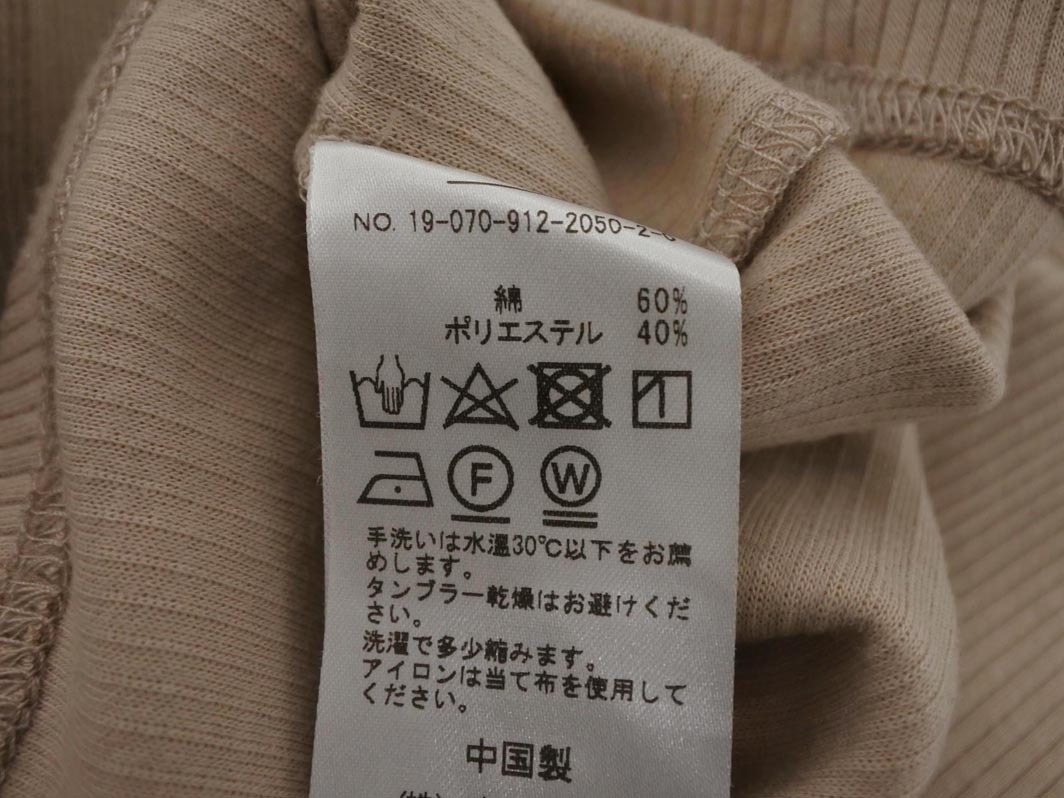 NO. 19-070-912-2050-2-
綿 60%
ポリエステル 40%
F W
手洗いは水温30℃以下をお薦
めします。
タンブラー乾燥はお避けくだ
さい。
洗濯で多少縮みます。
アイロンは当て布を使用して
ください。
中国製